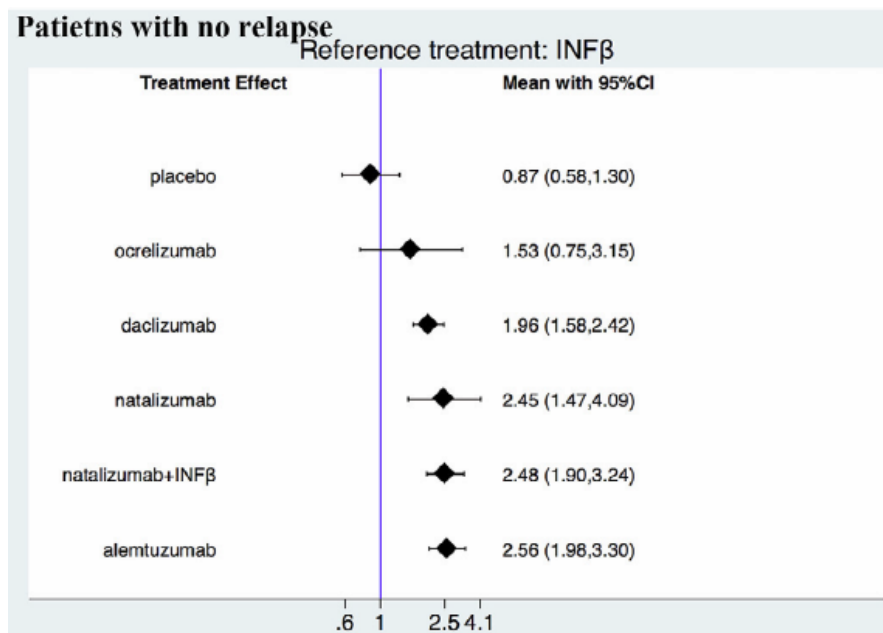 Patietns with no relapse
Reference treatment: INFβ
Treatment Effect Mean with 95%CI
placebo 0.87 (0.58,1.30)
ocrelizumab 1.53 (0.75,3.15)
daclizumab 1.96 (1.58,2.42)
natalizumab 2.45 (1.47,4.09)
natalizumab+INFβ 2.48 (1.90,3.24)
alemtuzumab 2.56 (1.98,3.30)
.6 1 2.5 4.1